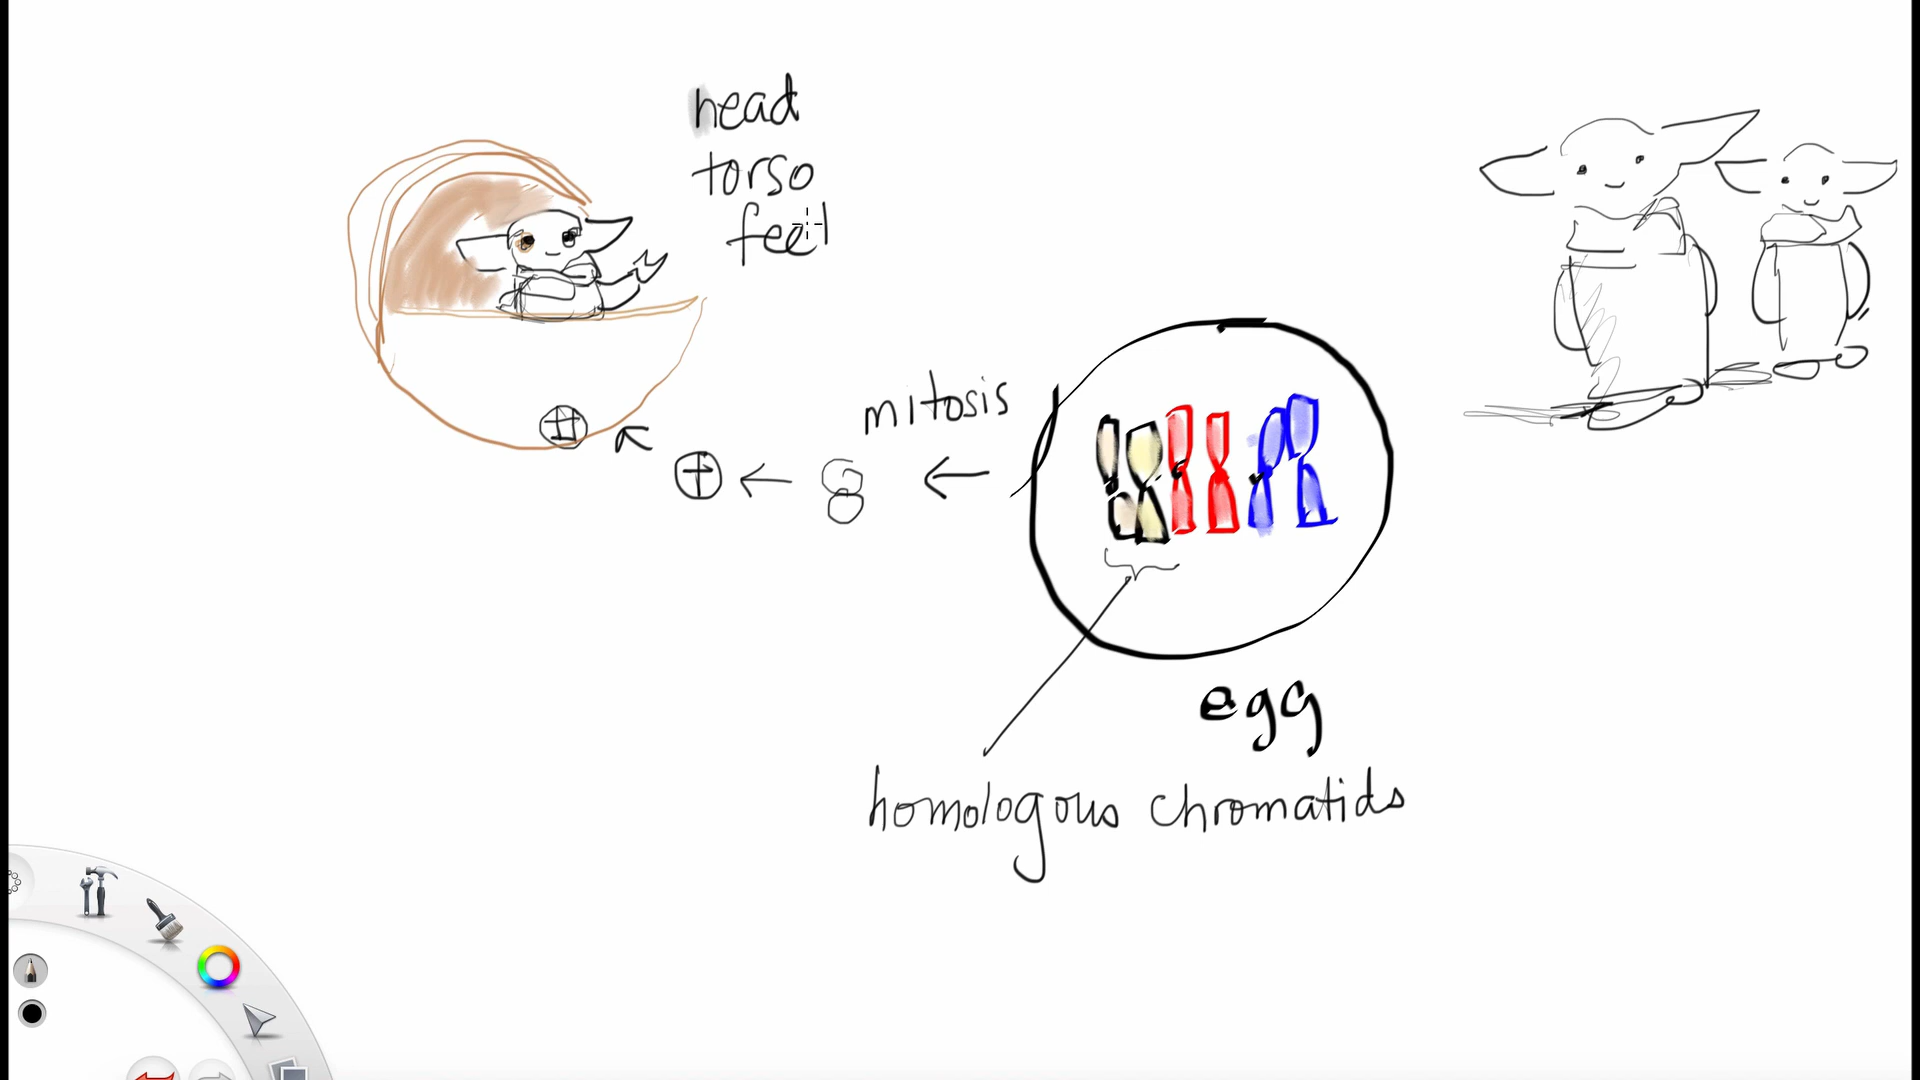 head
torso
feet
mitosis
egg
homologous chromatids